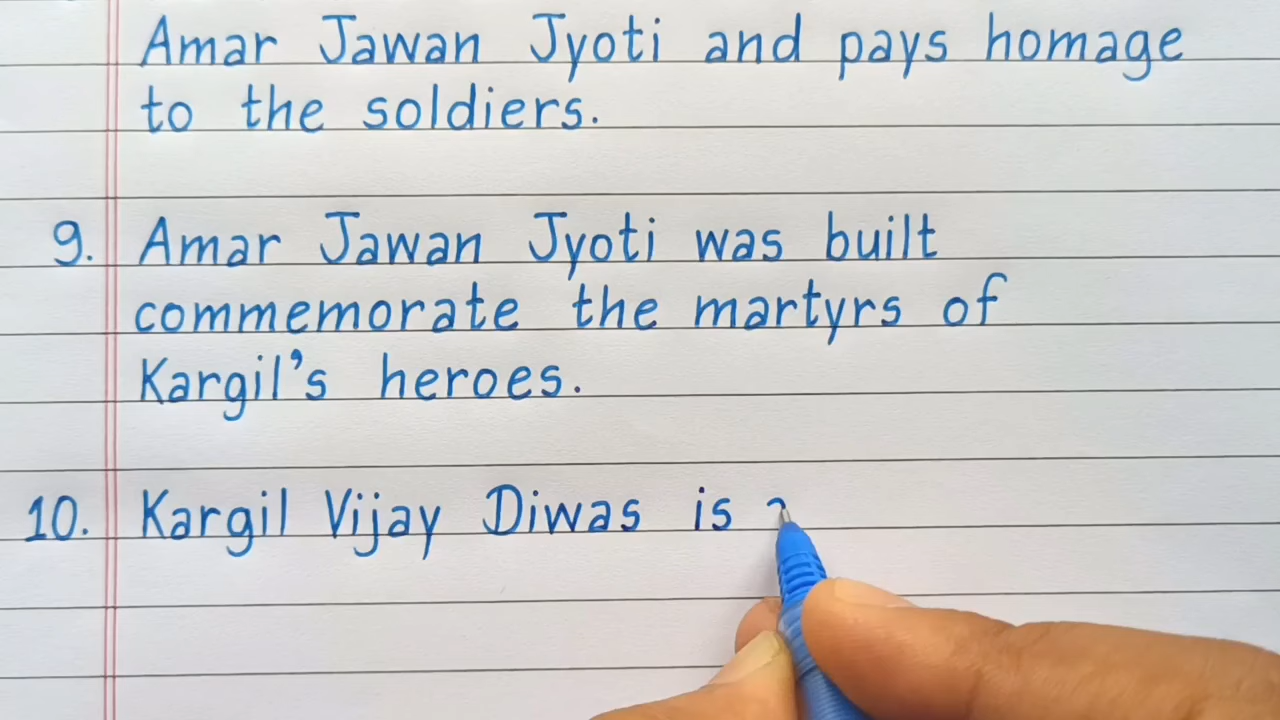 Amar Jawan Jyoti and pays homage
to the soldiers.
9. Amar Jawan Jyoti was built
commemorate the martyrs of
Kargil's heroes.
10. Kargil Vijay Diwas is